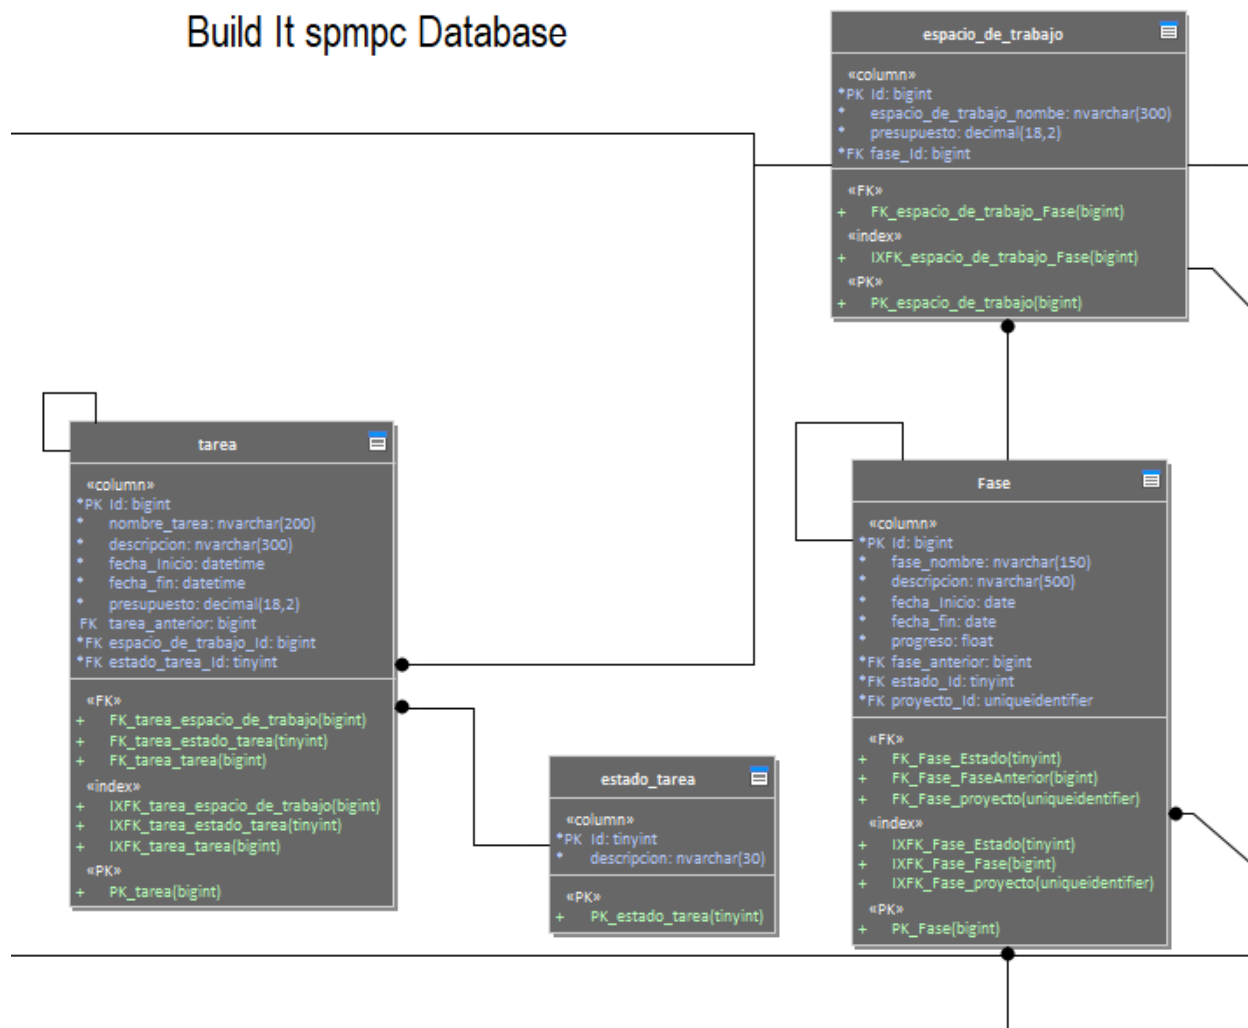 Build It spmpc Database
espacio_de_trabajo
«column»
*PK Id: bigint
* espacio_de_trabajo_nombe: nvarchar(300)
* presupuesto: decimal(18,2)
*FK fase_Id: bigint
«FK»
+ FK_espacio_de_trabajo_Fase(bigint)
«index»
+ IXFK_espacio_de_trabajo_Fase(bigint)
«PK»
+ PK_espacio_de_trabajo(bigint)
tarea
«column»
*PK Id: bigint
* nombre_tarea: nvarchar(200)
* descripcion: nvarchar(300)
* fecha_Inicio: datetime
* fecha_fin: datetime
* presupuesto: decimal(18,2)
FK tarea_anterior: bigint
*FK espacio_de_trabajo_Id: bigint
*FK estado_tarea_Id: tinyint
«FK»
+ FK_tarea_espacio_de_trabajo(bigint)
+ FK_tarea_estado_tarea(tinyint)
+ FK_tarea_tarea(bigint)
«index»
+ IXFK_tarea_espacio_de_trabajo(bigint)
+ IXFK_tarea_estado_tarea(tinyint)
+ IXFK_tarea_tarea(bigint)
«PK»
+ PK_tarea(bigint)
estado_tarea
«column»
*PK Id: tinyint
* descripcion: nvarchar(30)
«PK»
+ PK_estado_tarea(tinyint)
Fase
«column»
*PK Id: bigint
* fase_nombre: nvarchar(150)
* descripcion: nvarchar(500)
* fecha_Inicio: date
* fecha_fin: date
* progreso: float
*FK fase_anterior: bigint
*FK estado_Id: tinyint
*FK proyecto_Id: uniqueidentifier
«FK»
+ FK_Fase_Estado(tinyint)
+ FK_Fase_FaseAnterior(bigint)
+ FK_Fase_proyecto(uniqueidentifier)
«index»
+ IXFK_Fase_Estado(tinyint)
+ IXFK_Fase_Fase(bigint)
+ IXFK_Fase_proyecto(uniqueidentifier)
«PK»
+ PK_Fase(bigint)